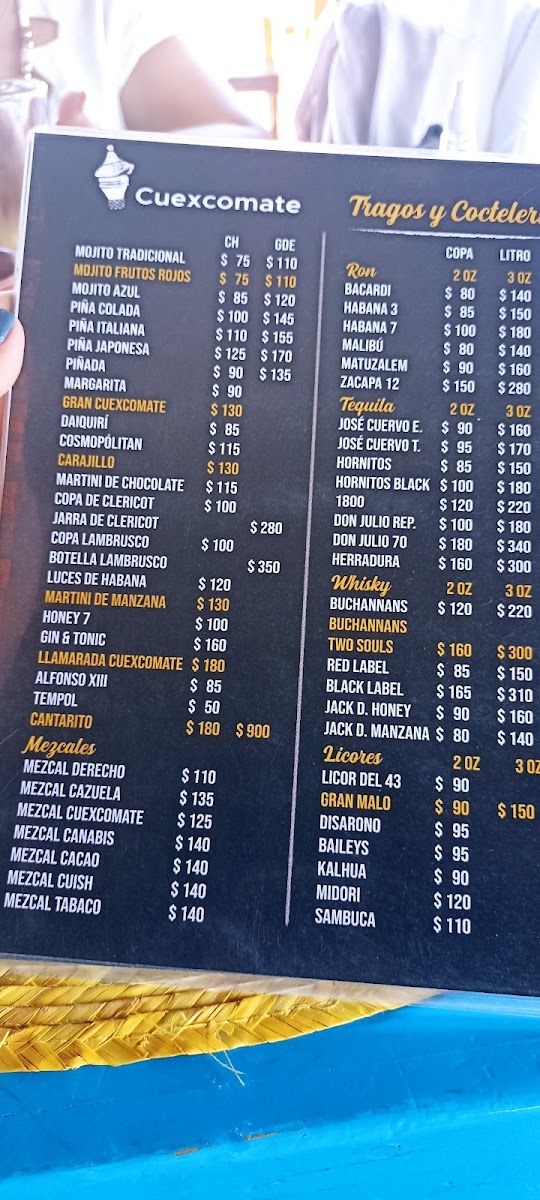 Cuexcomate
CH GDE
MOJITO TRADICIONAL $ 75 $ 110
MOJITO FRUTOS ROJOS $ 75 $ 110
MOJITO AZUL $ 85 $ 120
PIÑA COLADA $ 100 $ 145
PIÑA ITALIANA $ 110 $ 155
PIÑA JAPONESA $ 125 $ 170
PIÑADA $ 90 $ 135
MARGARITA $ 90
GRAN CUEXCOMATE $ 130
DAIQUIRÍ $ 85
COSMOPÓLITAN $ 115
CARAJILLO $ 130
MARTINI DE CHOCOLATE $ 115
COPA DE CLERICOT $ 100
JARRA DE CLERICOT $ 280
COPA LAMBRUSCO $ 100
BOTELLA LAMBRUSCO $ 350
LUCES DE HABANA $ 120
MARTINI DE MANZANA $ 130
HONEY 7 $ 100
GIN & TONIC $ 160
LLAMARADA CUEXCOMATE $ 180
ALFONSO XIII $ 85
TEMPOL $ 50
CANTARITO $ 180 $ 900
Mezcales
MEZCAL DERECHO $ 110
MEZCAL CAZUELA $ 135
MEZCAL CUEXCOMATE $ 125
MEZCAL CANABIS $ 140
MEZCAL CACAO $ 140
MEZCAL CUISH $ 140
MEZCAL TABACO $ 140
Tragos y Cocteler
COPA LITRO
Ron 2 OZ 3 OZ
BACARDI $ 80 $ 140
HABANA 3 $ 85 $ 150
HABANA 7 $ 100 $ 180
MALIBÚ $ 80 $ 140
MATUZALEM $ 90 $ 160
ZACAPA 12 $ 150 $ 280
Tequila 2 OZ 3 OZ
JOSÉ CUERVO E. $ 90 $ 160
JOSÉ CUERVO T. $ 95 $ 170
HORNITOS $ 85 $ 150
HORNITOS BLACK $ 100 $ 180
1800 $ 120 $ 220
DON JULIO REP. $ 100 $ 180
DON JULIO 70 $ 180 $ 340
HERRADURA $ 160 $ 300
Whisky 2 OZ 3 OZ
BUCHANNANS $ 120 $ 220
BUCHANNANS
TWO SOULS $ 160 $ 300
RED LABEL $ 85 $ 150
BLACK LABEL $ 165 $ 310
JACK D. HONEY $ 90 $ 160
JACK D. MANZANA $ 80 $ 140
Licores 2 OZ 3 OZ
LICOR DEL 43 $ 90
GRAN MALO $ 90 $ 150
DISARONO $ 95
BAILEYS $ 95
KALHUA $ 90
MIDORI $ 120
SAMBUCA $ 110